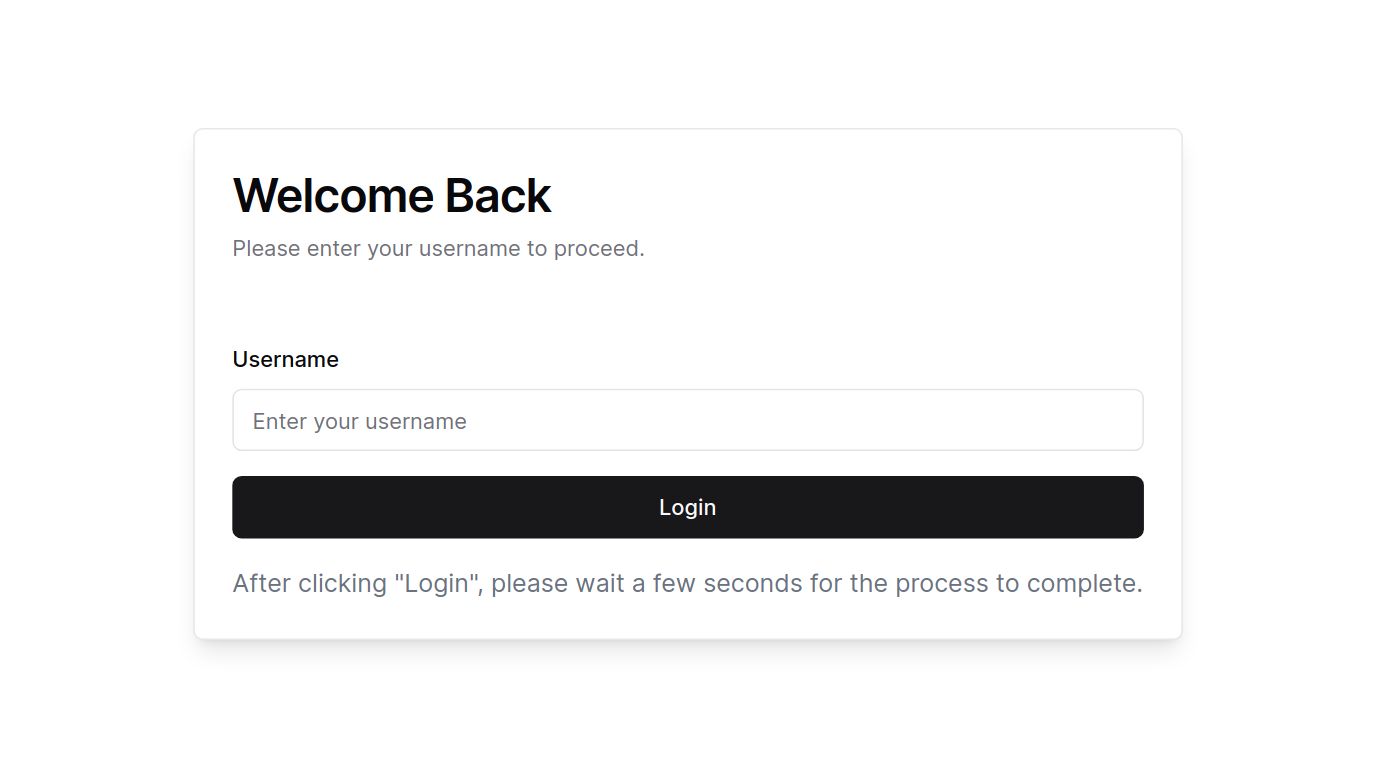 Welcome Back
Please enter your username to proceed.
Username
Enter your username
Login
After clicking "Login", please wait a few seconds for the process to complete.